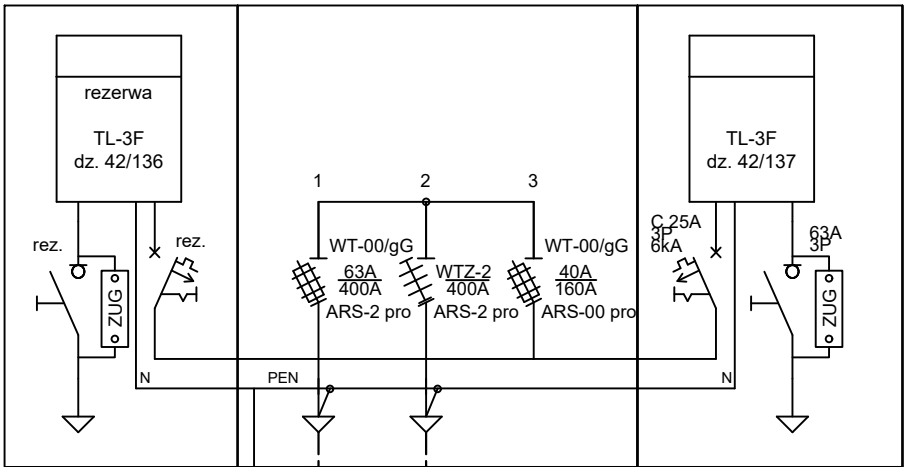 rezerwa
TL-3F
dz. 42/136
rez.
rez.
ZUG
N
PEN
1
2
3
WT-00/gG
63A
400A
ARS-2 pro
WTZ-2
400A
ARS-2 pro
WT-00/gG
40A
160A
ARS-00 pro
TL-3F
dz. 42/137
C 25A
3P
6kA
63A
3P
ZUG
N